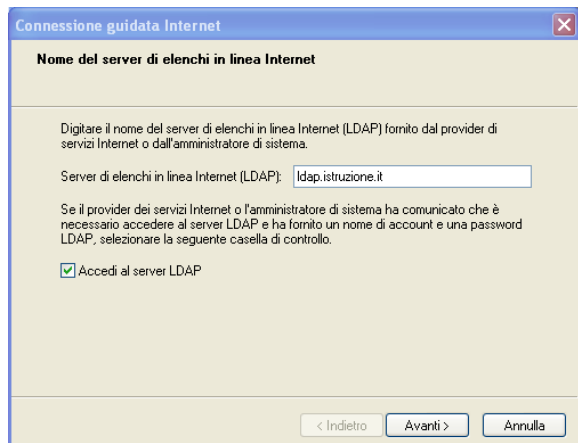 Connessione guidata Internet
Nome del server di elenchi in linea Internet
Digitare il nome del server di elenchi in linea Internet (LDAP) fornito dal provider di
servizi Internet o dall'amministratore di sistema.
Server di elenchi in linea Internet (LDAP): ldap.istruzione.it
Se il provider dei servizi Internet o l'amministratore di sistema ha comunicato che è
necessario accedere al server LDAP e ha fornito un nome di account e una password
LDAP, selezionare la seguente casella di controllo.
Accedi al server LDAP
< Indietro Avanti > Annulla